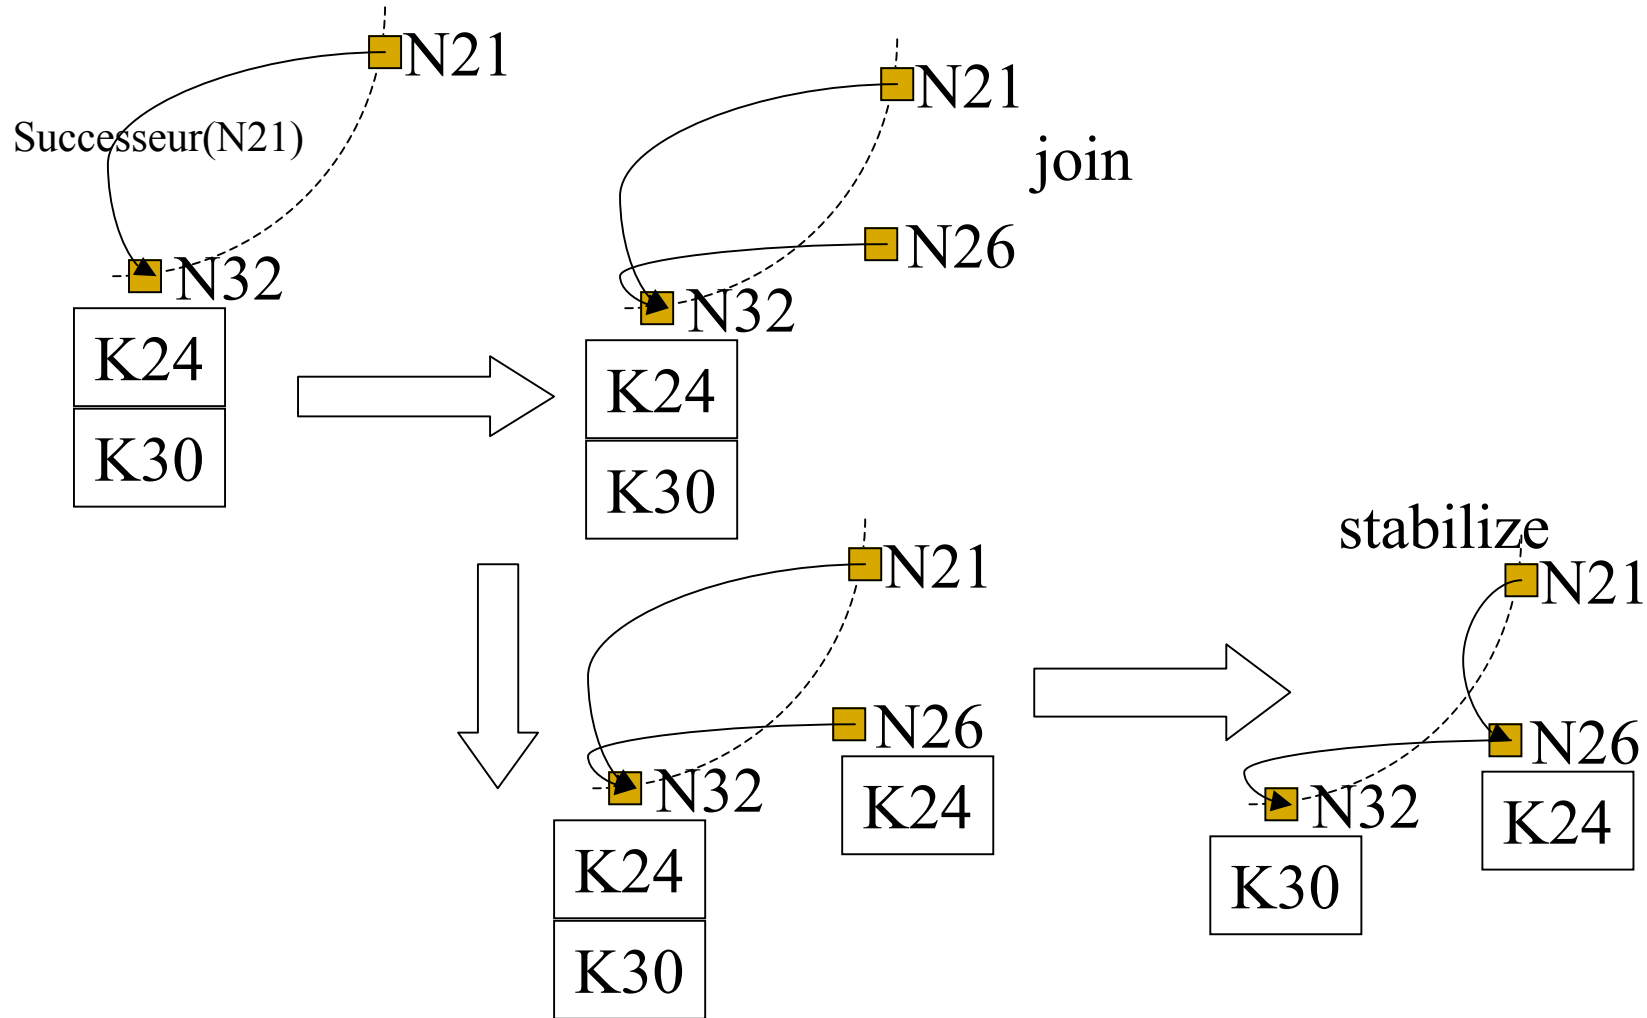 N21
Successeur(N21)
N32
K24
K30
N21
join
N26
N32
K24
K30
N21
N26
K24
N32
K24
K30
stabilize
N21
N26
K24
N32
K30